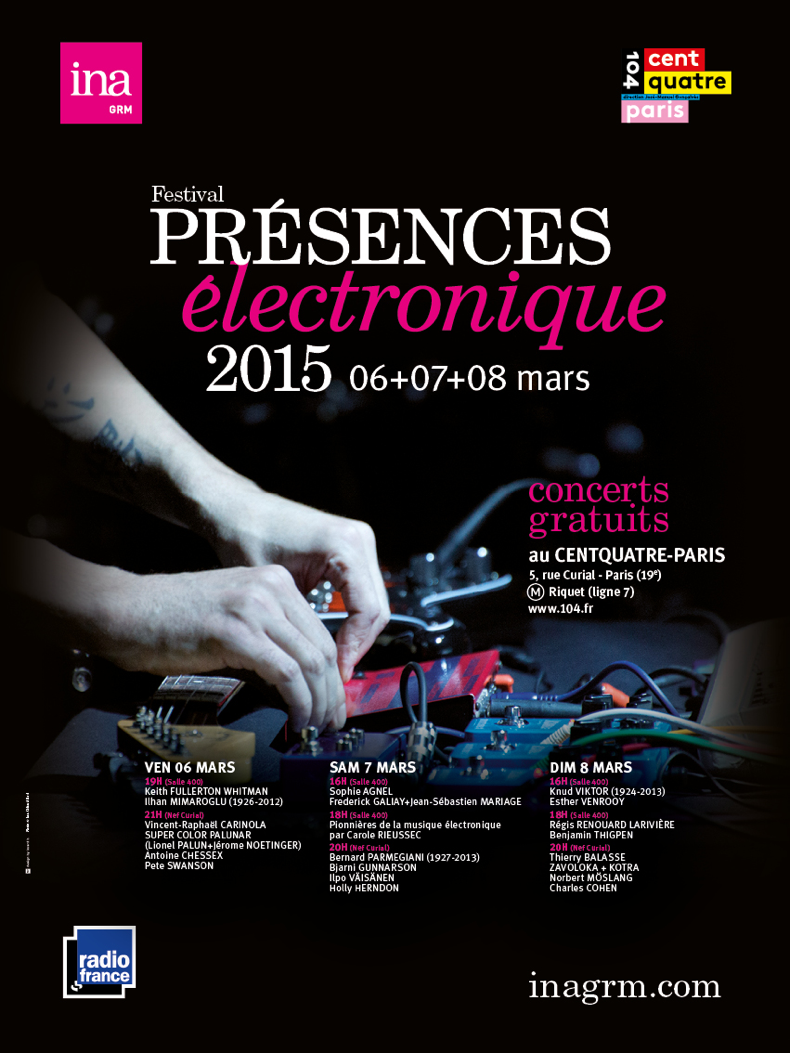 ina
GRM
104
cent
quatre
paris
Festival
PRÉSENCES
électronique
2015 06+07+08 mars
concerts
gratuits
au CENTQUATRE-PARIS
5, rue Curial - Paris (19e)
M Riquet (ligne 7)
www.104.fr
VEN 06 MARS
19H (Salle 400)
Keith FULLERTON WHITMAN
Ilhan MIMAROGLU (1926-2012)
21H (Nef Curial)
Vincent-Raphaël CARINOLA
SUPER COLOR PALUNAR
(Lionel PALUN+Jérome NOETINGER)
Antoine CHESSEX
Pete SWANSON
SAM 7 MARS
16H (Salle 400)
Sophie AGNEL
Frederick GALIAY+Jean-Sébastien MARIAGE
18H (Salle 400)
Pionnières de la musique électronique
par Carole RIEUSSEC
20H (Nef Curial)
Bernard PARMEGIANI (1927-2013)
Bjarni GUNNARSON
Ilpo VÄISÄNEN
Holly HERNDON
DIM 8 MARS
16H (Salle 400)
Knud VIKTOR (1924-2013)
Esther VENROOY
18H (Salle 400)
Régis RENOUARD LARIVIÈRE
Benjamin THIGPEN
20H (Nef Curial)
Thierry BALASSE
ZAVOLOKA + KOTRA
Norbert MÖSLANG
Charles COHEN
radio
france
inagrm.com